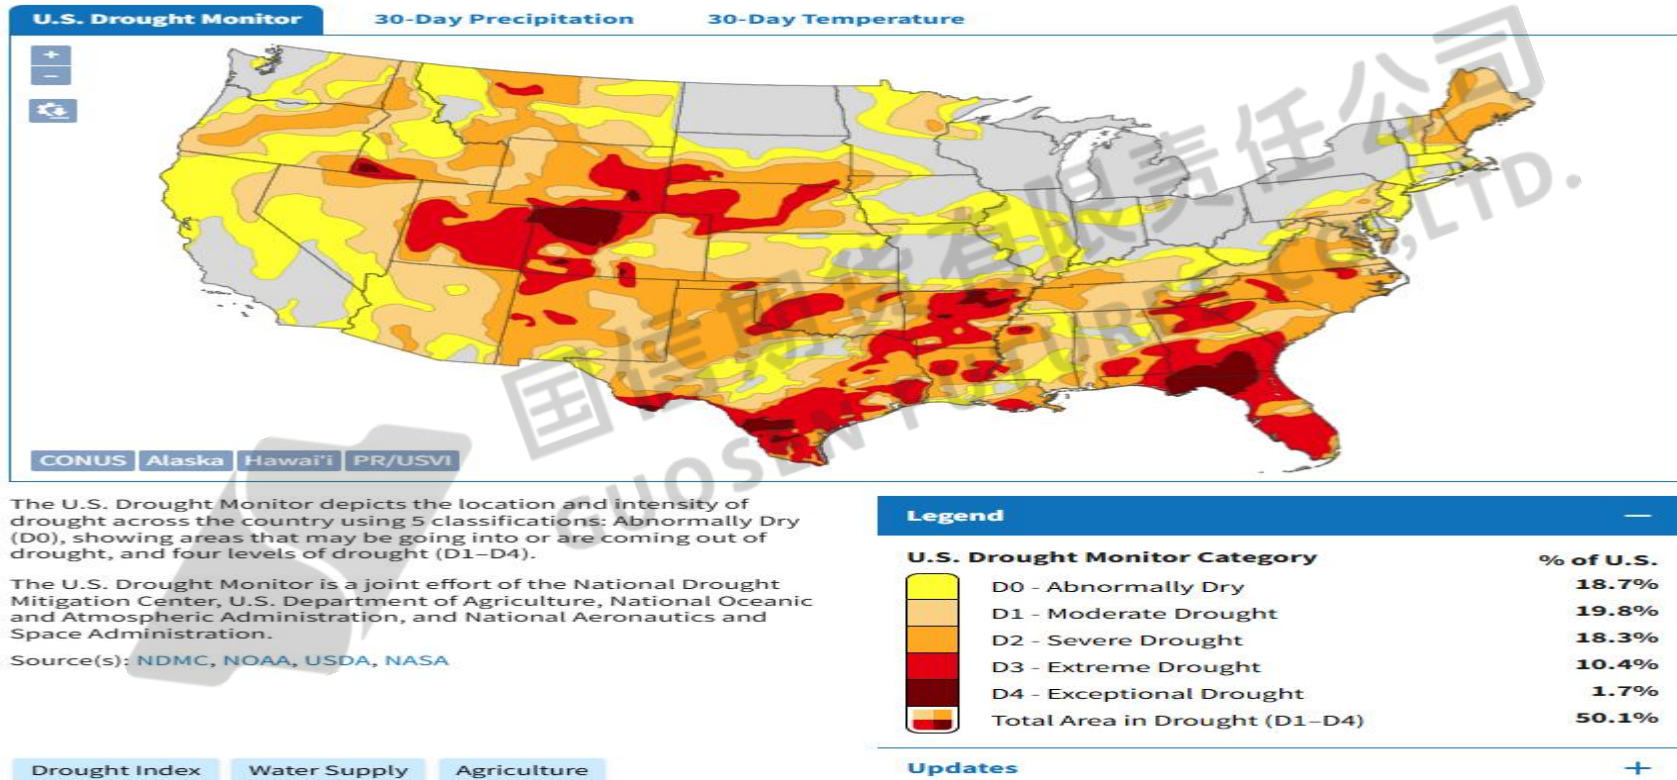 U.S. Drought Monitor
30-Day Precipitation
30-Day Temperature
+
−
CONUS
Alaska
Hawai'i
PR/USVI
国信期货有限责任公司
GUOSEN FUTURES CO.,LTD.
The U.S. Drought Monitor depicts the location and intensity of
drought across the country using 5 classifications: Abnormally Dry
(D0), showing areas that may be going into or are coming out of
drought, and four levels of drought (D1–D4).
The U.S. Drought Monitor is a joint effort of the National Drought
Mitigation Center, U.S. Department of Agriculture, National Oceanic
and Atmospheric Administration, and National Aeronautics and
Space Administration.
Source(s): NDMC, NOAA, USDA, NASA
Drought Index
Water Supply
Agriculture
Legend
—
U.S. Drought Monitor Category % of U.S.
D0 - Abnormally Dry 18.7%
D1 - Moderate Drought 19.8%
D2 - Severe Drought 18.3%
D3 - Extreme Drought 10.4%
D4 - Exceptional Drought 1.7%
Total Area in Drought (D1–D4) 50.1%
Updates
+